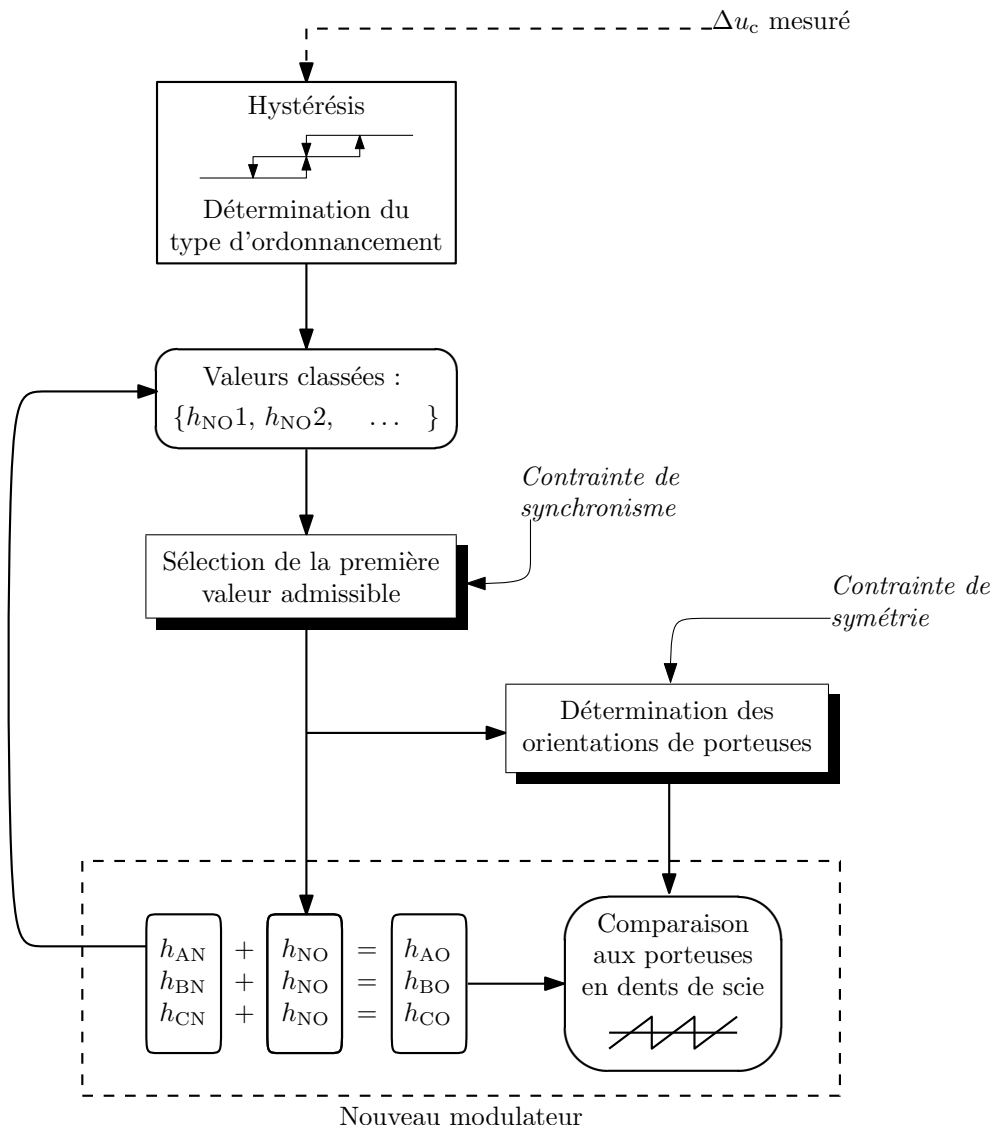 Δu_c mesuré
Hystérésis
Détermination du
type d'ordonnancement
Valeurs classées :
{h_NO1, h_NO2, ... }
Contrainte de
synchronisme
Sélection de la première
valeur admissible
Contrainte de
symétrie
Détermination des
orientations de porteuses
h_AN + h_NO = h_AO
h_BN + h_NO = h_BO
h_CN + h_NO = h_CO
Comparaison
aux porteuses
en dents de scie
Nouveau modulateur